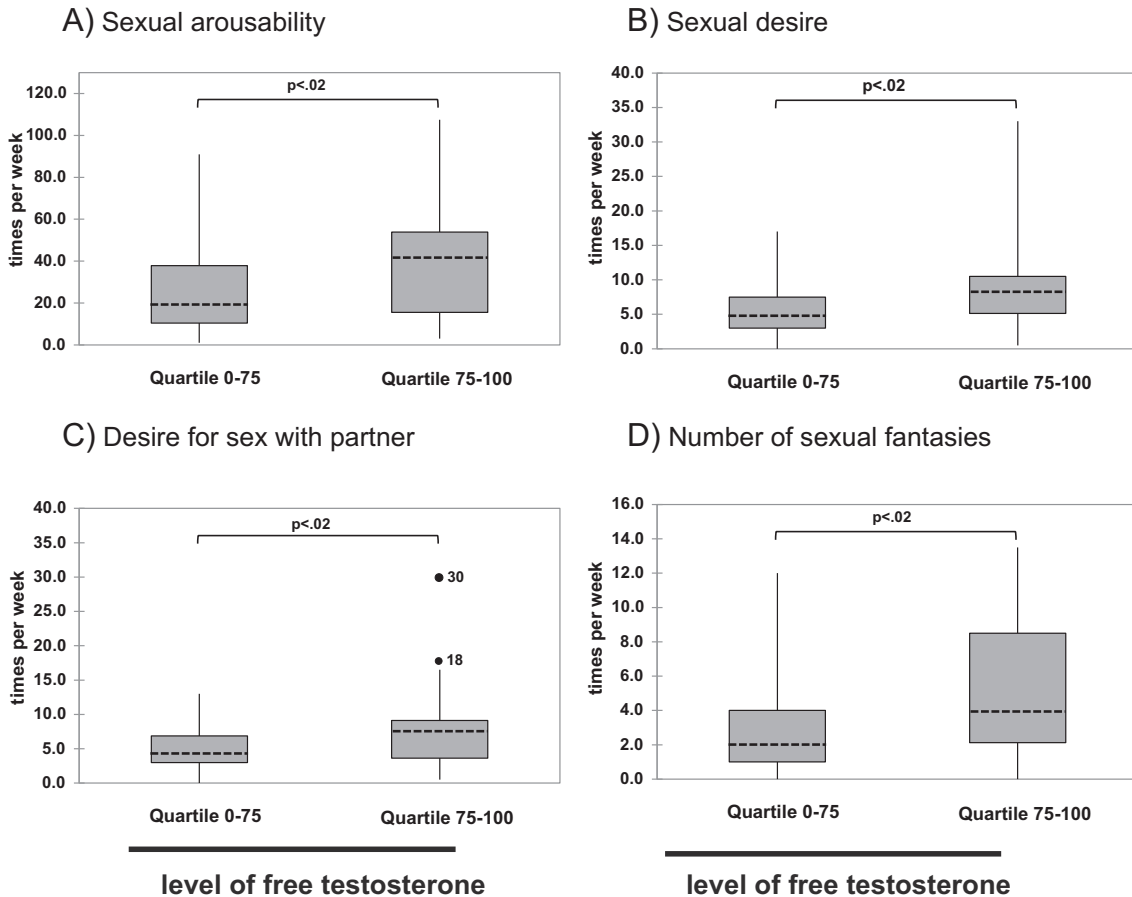 A) Sexual arousability
p<.02
120.0
100.0
80.0
60.0
40.0
20.0
0.0
times per week
Quartile 0-75
Quartile 75-100
B) Sexual desire
p<.02
40.0
35.0
30.0
25.0
20.0
15.0
10.0
5.0
0.0
times per week
Quartile 0-75
Quartile 75-100
C) Desire for sex with partner
p<.02
40.0
35.0
30.0
25.0
20.0
15.0
10.0
5.0
0.0
times per week
30
18
Quartile 0-75
Quartile 75-100
level of free testosterone
D) Number of sexual fantasies
p<.02
16.0
14.0
12.0
10.0
8.0
6.0
4.0
2.0
0.0
times per week
Quartile 0-75
Quartile 75-100
level of free testosterone